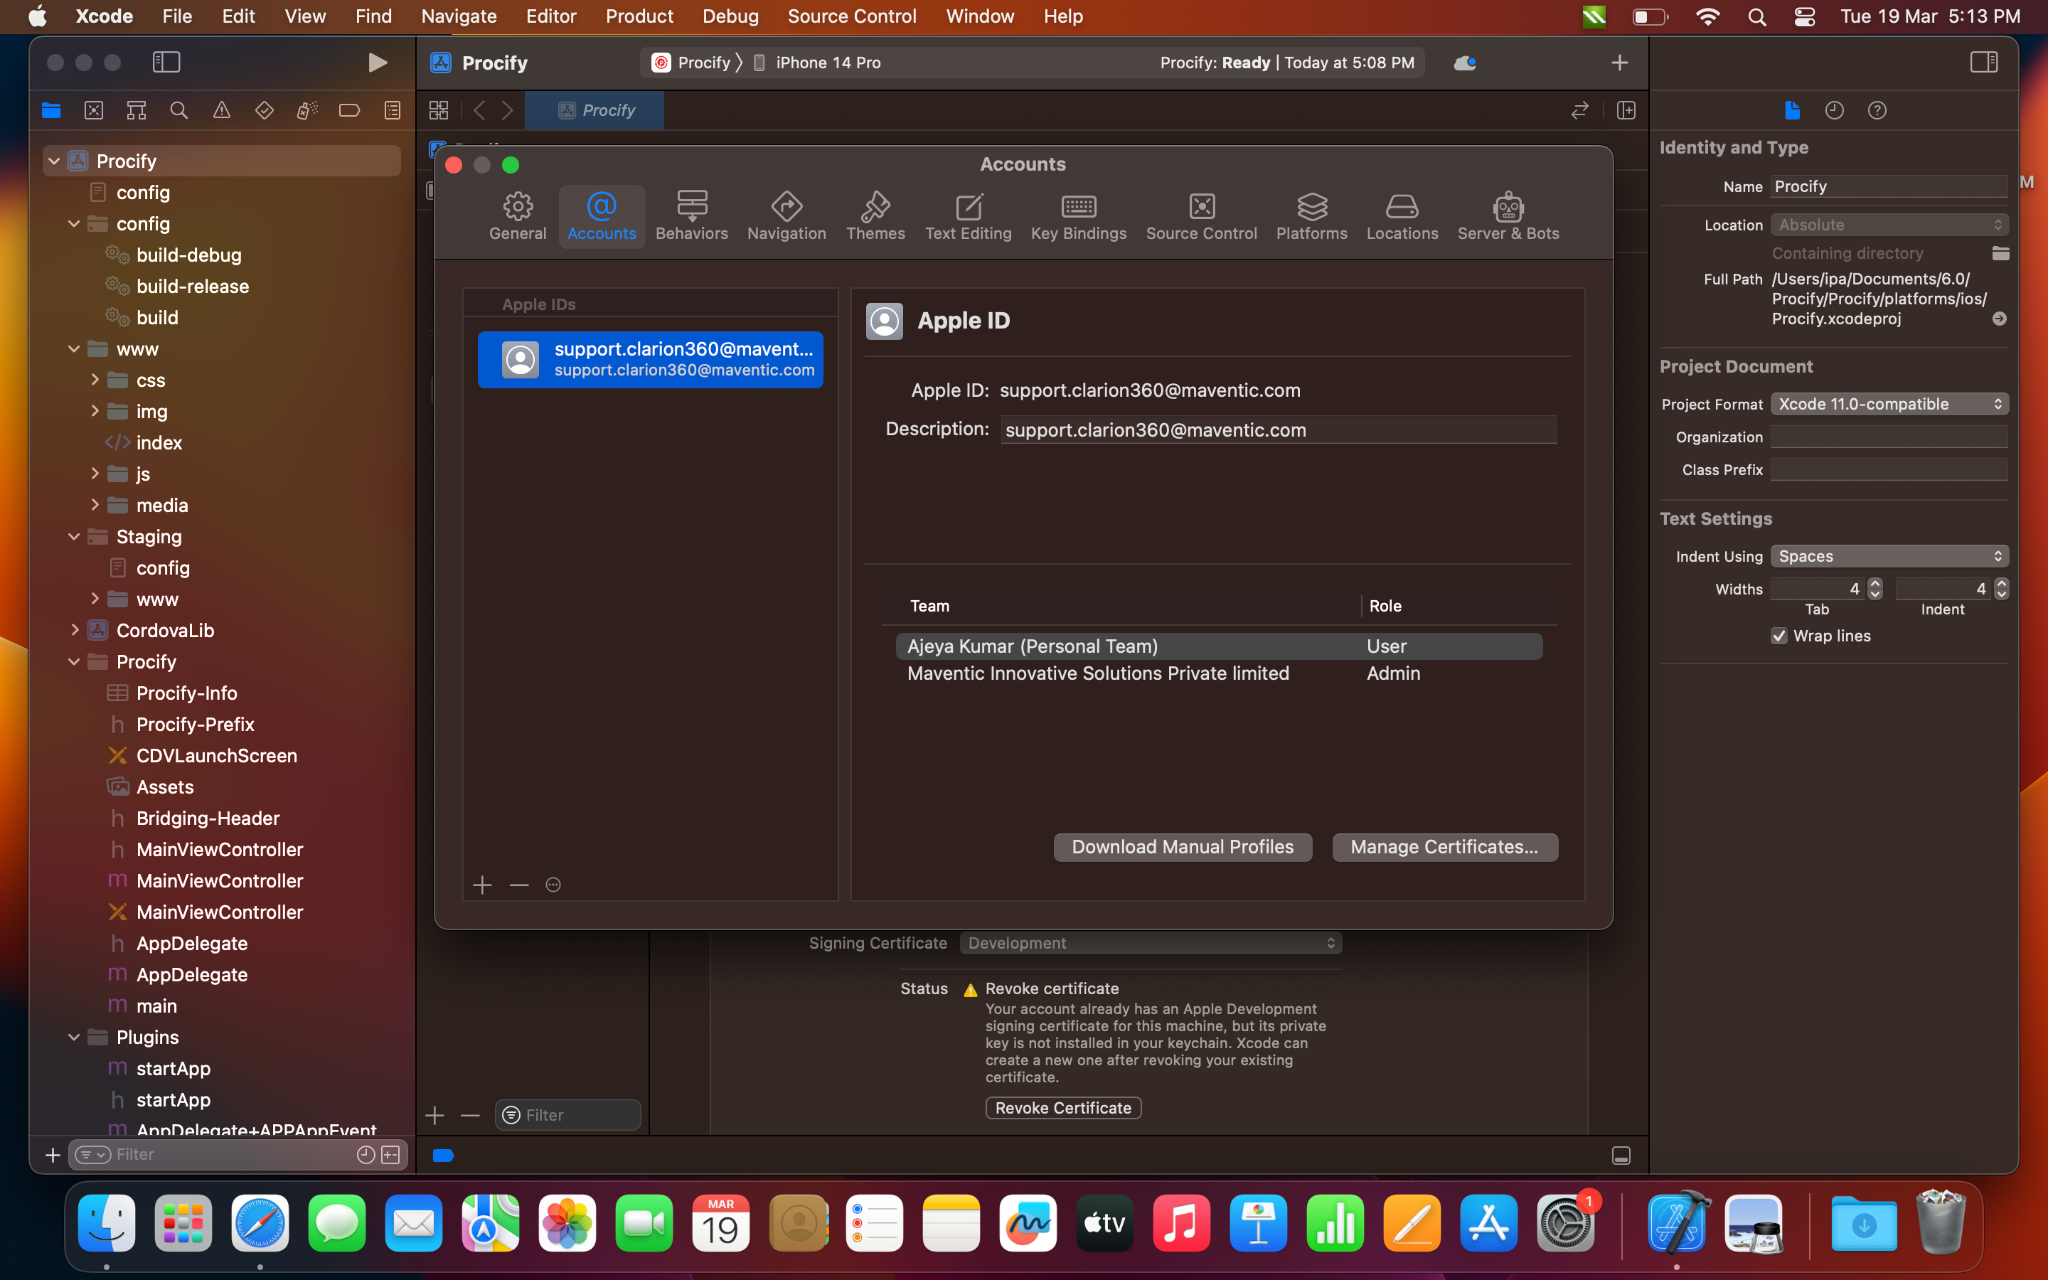 Xcode File Edit View Find Navigate Editor Product Debug Source Control Window Help
Tue 19 Mar 5:13 PM
Procify
Procify
iPhone 14 Pro
Procify: Ready | Today at 5:08 PM
Procify
Procify
config
config
build-debug
build-release
build
www
css
img
index
js
media
Staging
config
www
CordovaLib
Procify
Procify-Info
Procify-Prefix
CDVLaunchScreen
Assets
Bridging-Header
MainViewController
MainViewController
MainViewController
AppDelegate
AppDelegate
main
Plugins
startApp
startApp
AppDelegate+APPAppEvent
Filter
Accounts
General
Accounts
Behaviors
Navigation
Themes
Text Editing
Key Bindings
Source Control
Platforms
Locations
Server & Bots
Apple IDs
support.clarion360@mavent...
support.clarion360@maventic.com
Apple ID
Apple ID: support.clarion360@maventic.com
Description: support.clarion360@maventic.com
Team Role
Ajeya Kumar (Personal Team) User
Maventic Innovative Solutions Private limited Admin
Download Manual Profiles
Manage Certificates...
Signing Certificate Development
Status Revoke certificate
Your account already has an Apple Development
signing certificate for this machine, but its private
key is not installed in your keychain. Xcode can
create a new one after revoking your existing
certificate.
Revoke Certificate
Filter
Identity and Type
Name Procify
Location Absolute
Containing directory
Full Path /Users/ipa/Documents/6.0/
Procify/Procify/platforms/ios/
Procify.xcodeproj
Project Document
Project Format Xcode 11.0-compatible
Organization
Class Prefix
Text Settings
Indent Using Spaces
Widths 4 4
Tab Indent
Wrap lines
M
MAR
19
tv
1